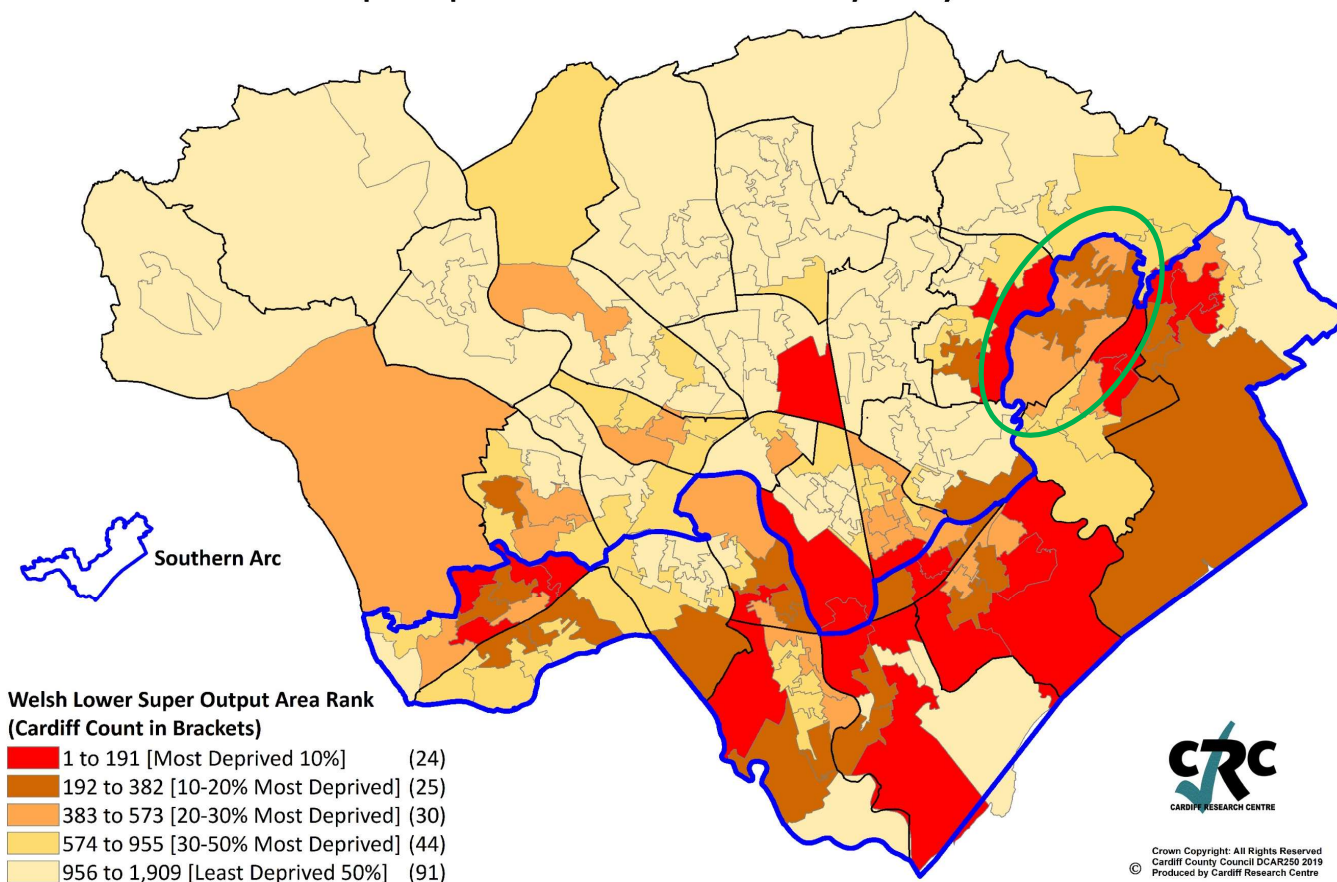 Southern Arc
Welsh Lower Super Output Area Rank
(Cardiff Count in Brackets)
1 to 191 [Most Deprived 10%] (24)
192 to 382 [10-20% Most Deprived] (25)
383 to 573 [20-30% Most Deprived] (30)
574 to 955 [30-50% Most Deprived] (44)
956 to 1,909 [Least Deprived 50%] (91)
CRC
CARDIFF RESEARCH CENTRE
Crown Copyright: All Rights Reserved
Cardiff County Council DCAR250 2019
© Produced by Cardiff Research Centre